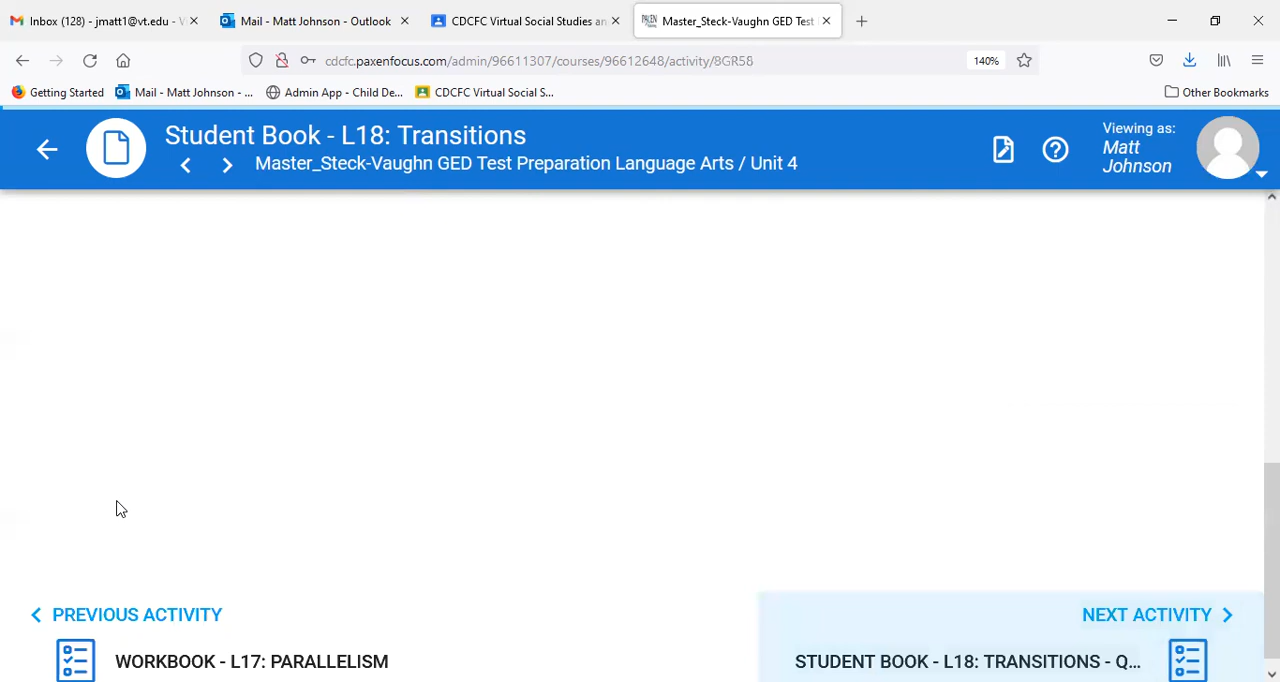 Inbox (128) - jmatt1@vt.edu - V
Mail - Matt Johnson - Outlook
CDCFC Virtual Social Studies an
PAXEN
Master_Steck-Vaughn GED Test
cdcfc.paxenfocus.com/admin/96611307/courses/96612648/activity/8GR58
140%
Getting Started
Mail - Matt Johnson - ...
Admin App - Child De...
CDCFC Virtual Social S...
Other Bookmarks
Student Book - L18: Transitions
Master_Steck-Vaughn GED Test Preparation Language Arts / Unit 4
Viewing as:
Matt
Johnson
PREVIOUS ACTIVITY
WORKBOOK - L17: PARALLELISM
NEXT ACTIVITY
STUDENT BOOK - L18: TRANSITIONS - Q...